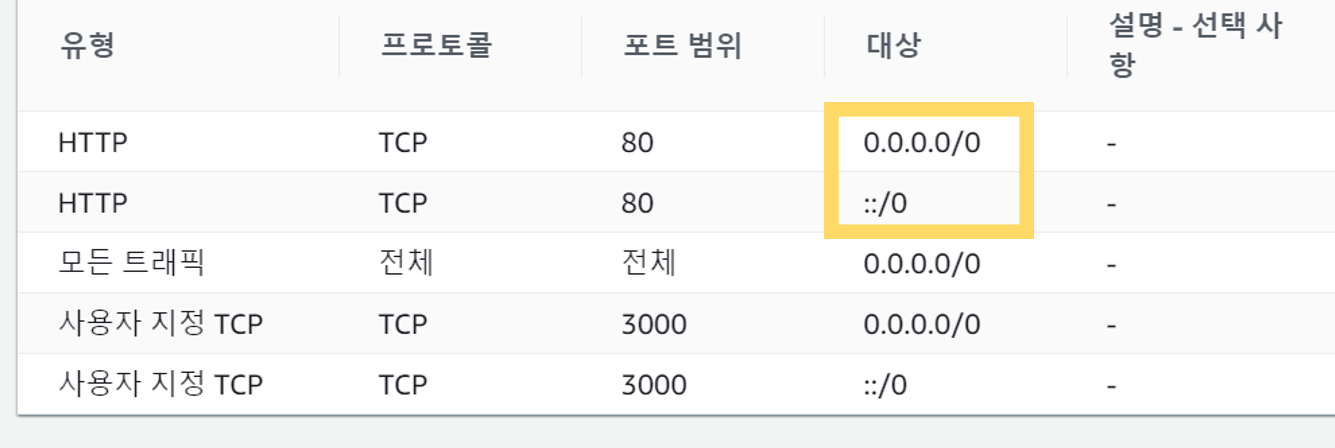 유형 프로토콜 포트 범위 대상 설명 - 선택 사
항
HTTP TCP 80 0.0.0.0/0 -
HTTP TCP 80 ::/0 -
모든 트래픽 전체 전체 0.0.0.0/0 -
사용자 지정 TCP TCP 3000 0.0.0.0/0 -
사용자 지정 TCP TCP 3000 ::/0 -